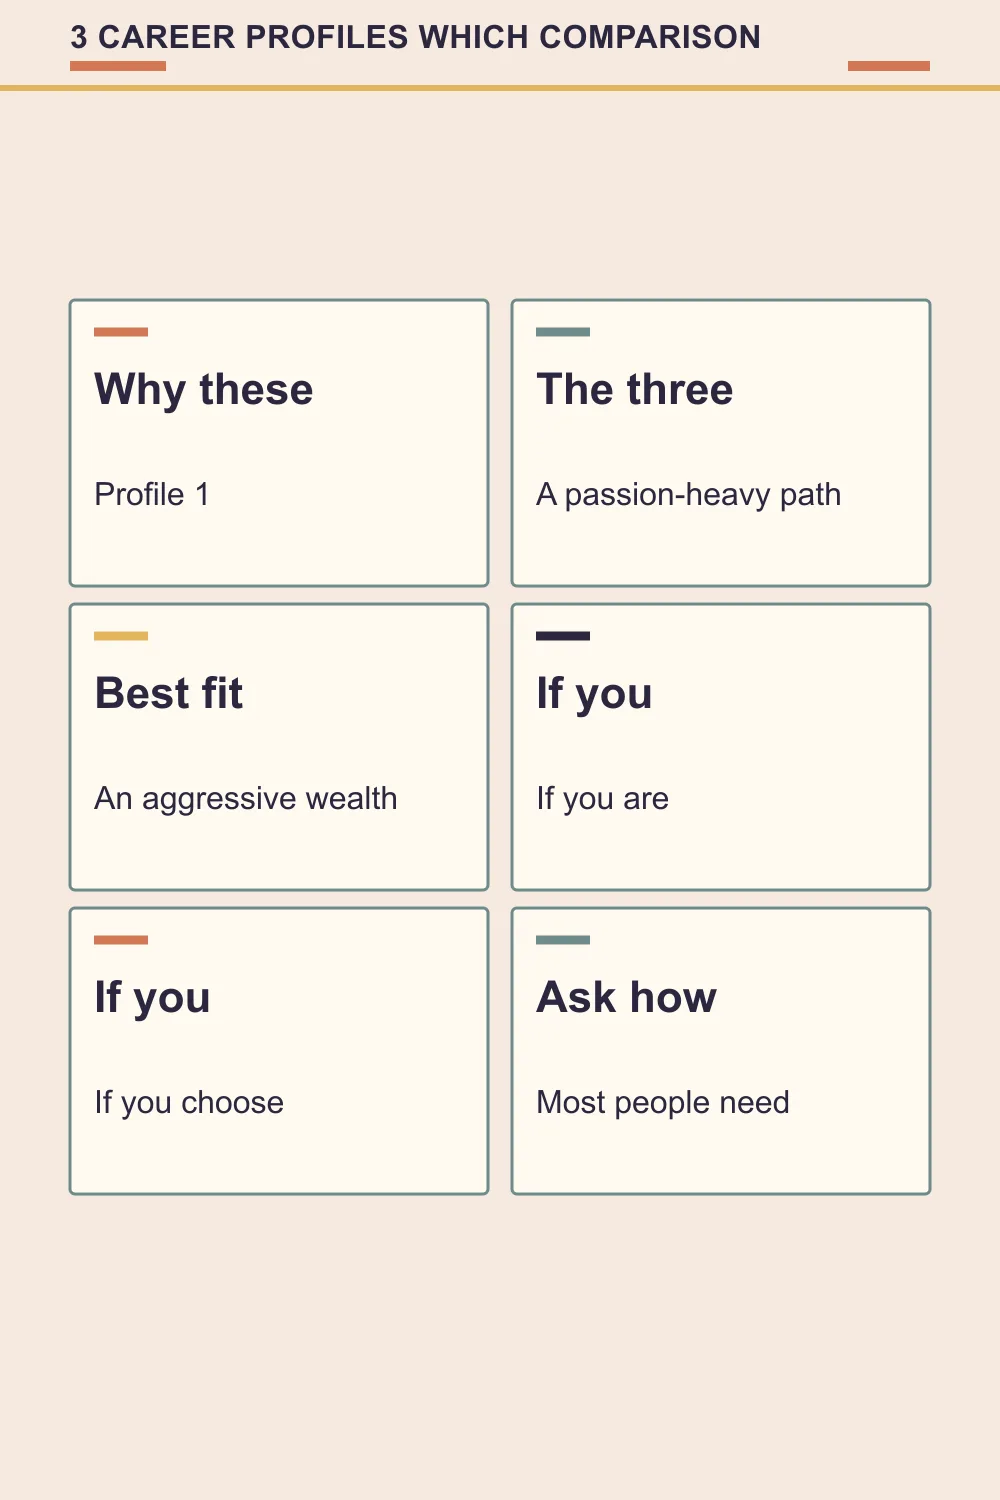 3 CAREER PROFILES WHICH COMPARISON
Why these
Profile 1
The three
A passion-heavy path
Best fit
An aggressive wealth
If you
If you are
If you
If you choose
Ask how
Most people need